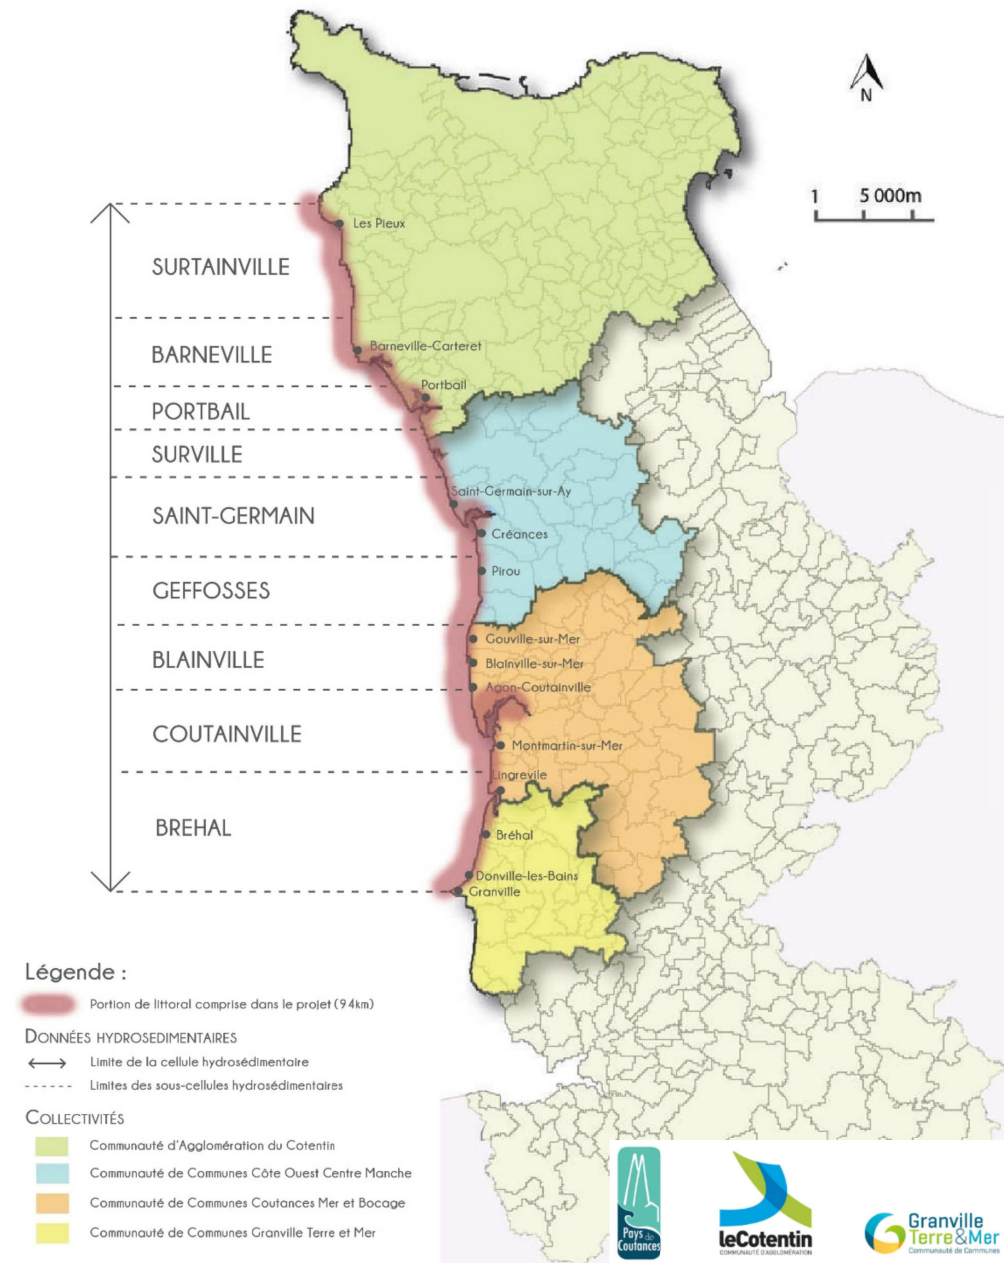 N
1 5 000m
Les Pieux
SURTAINVILLE
Barneville-Carteret
BARNEVILLE
Portbail
PORTBAIL
SURVILLE
Saint-Germain-sur-Ay
SAINT-GERMAIN
Créances
Pirou
GEFFOSSES
Gouville-sur-Mer
BLAINVILLE
Blainville-sur-Mer
Agon-Coutainville
COUTAINVILLE
Montmartin-sur-Mer
Lingrevile
BREHAL
Bréhal
Donville-les-Bains
Granville
Légende :
Portion de littoral comprise dans le projet (94km)
DONNÉES HYDROSEDIMENTAIRES
Limite de la cellule hydrosédimentaire
Limites des sous-cellules hydrosédimentaires
COLLECTIVITÉS
Communauté d'Agglomération du Cotentin
Communauté de Communes Côte Ouest Centre Manche
Communauté de Communes Coutances Mer et Bocage
Communauté de Communes Granville Terre et Mer
Pays de
Coutances
leCotentin
COMMUNAUTÉ D'AGGLOMÉRATION
Granville
Terre&Mer
Communauté de Communes